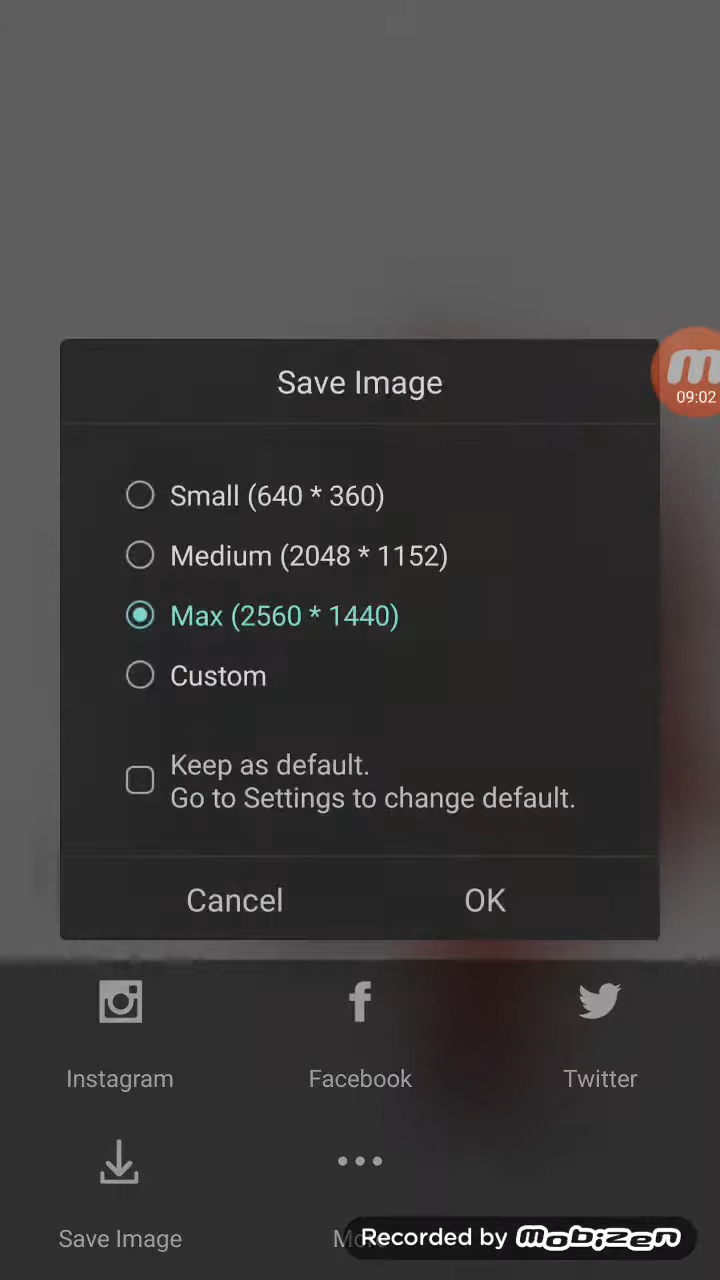 Save Image
09:02
Small (640 * 360)
Medium (2048 * 1152)
Max (2560 * 1440)
Custom
Keep as default.
Go to Settings to change default.
Cancel OK
Instagram Facebook Twitter
Save Image
Recorded by mobizen